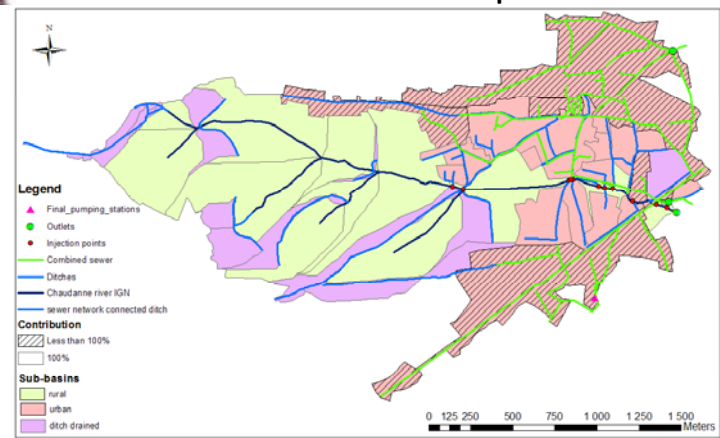 N
Legend
Final_pumping_stations
Outlets
Injection points
Combined sewer
Ditches
Chaudanne river IGN
sewer network connected ditch
Contribution
Less than 100%
100%
Sub-basins
rural
urban
ditch drained
0 125 250 500 750 1 000 1 250 1 500
Meters